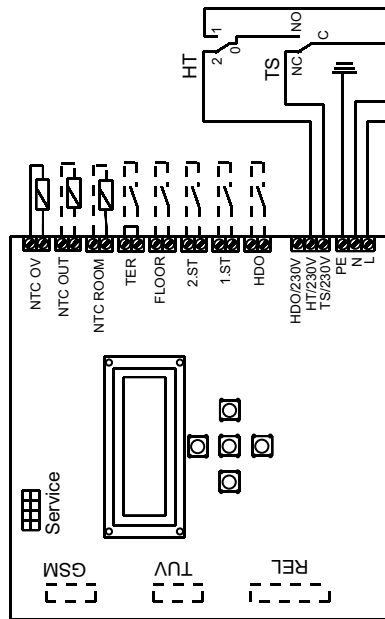 1
NO
0
C
HT
2
TS
NC
NTC OV
NTC OUT
NTC ROOM
TER
FLOOR
2.ST
1.ST
HDO
HDO/230V
HT/230V
TS/230V
PE
N
L
Service
GSM
TUV
REL